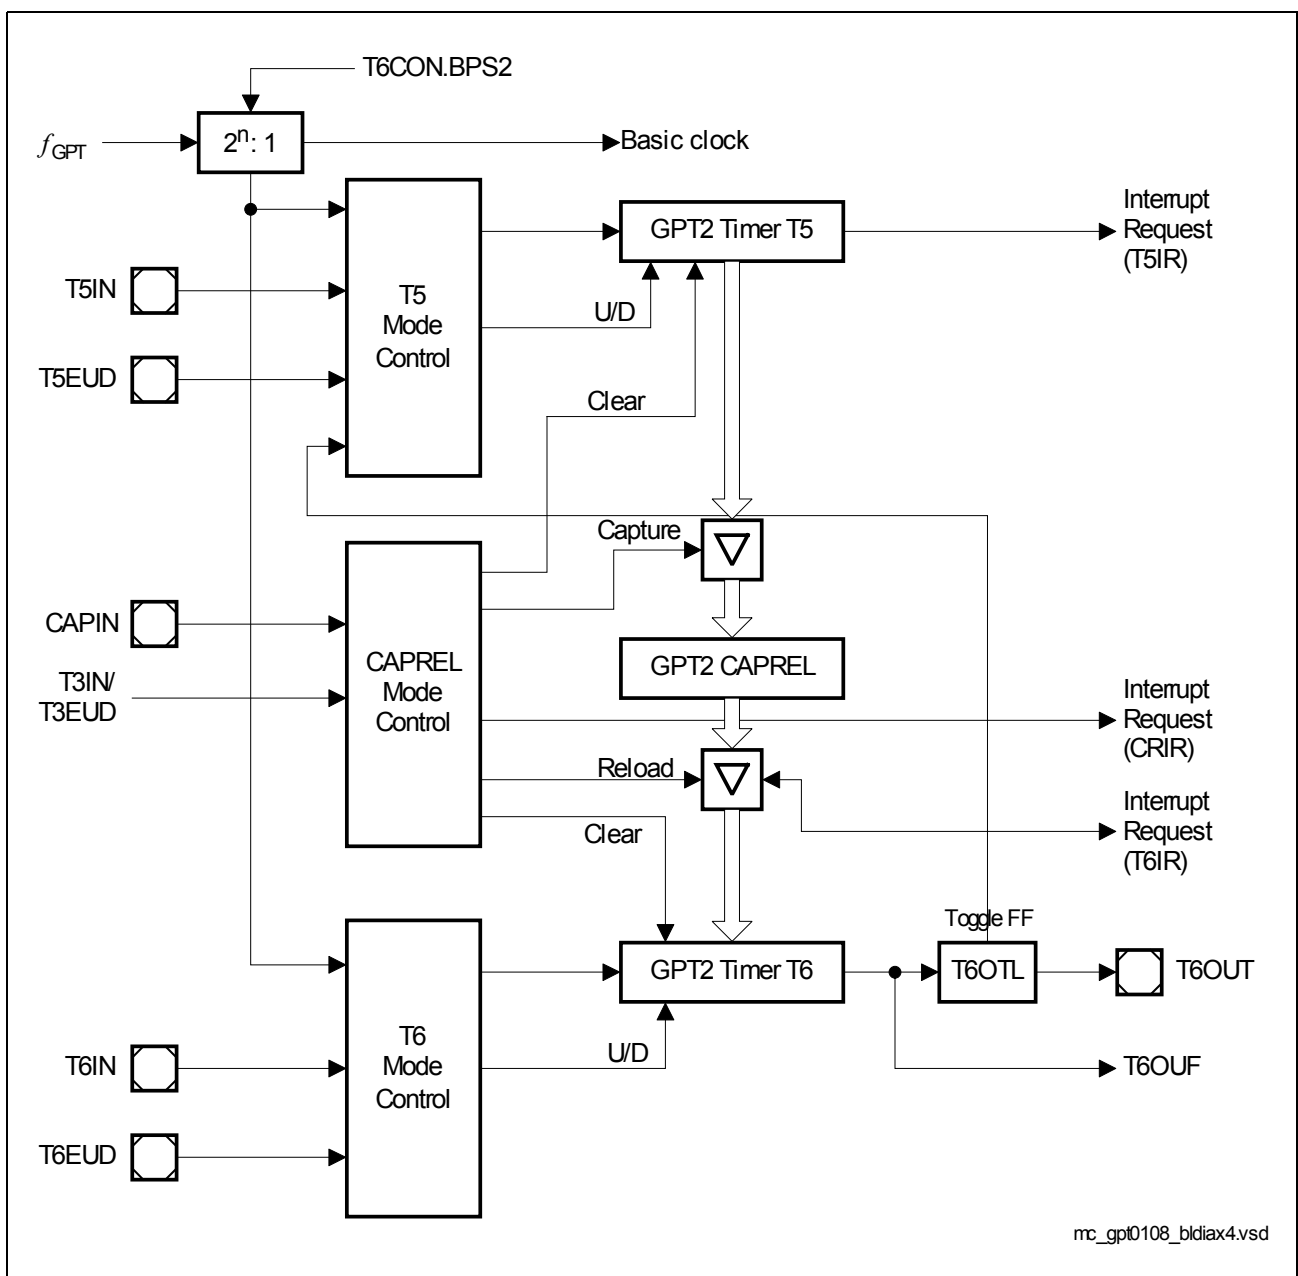 T6CON.BPS2
fGPT
2n : 1
Basic clock
T5IN
T5EUD
T5
Mode
Control
GPT2 Timer T5
U/D
Clear
Interrupt
Request
(T5IR)
Capture
CAPIN
T3IN/
T3EUD
CAPREL
Mode
Control
GPT2 CAPREL
Interrupt
Request
(CRIR)
Reload
Clear
Interrupt
Request
(T6IR)
Toggle FF
GPT2 Timer T6
T6OTL
T6OUT
T6
Mode
Control
U/D
T6IN
T6OUF
T6EUD
mc_gpt0108_bldiax4.vsd